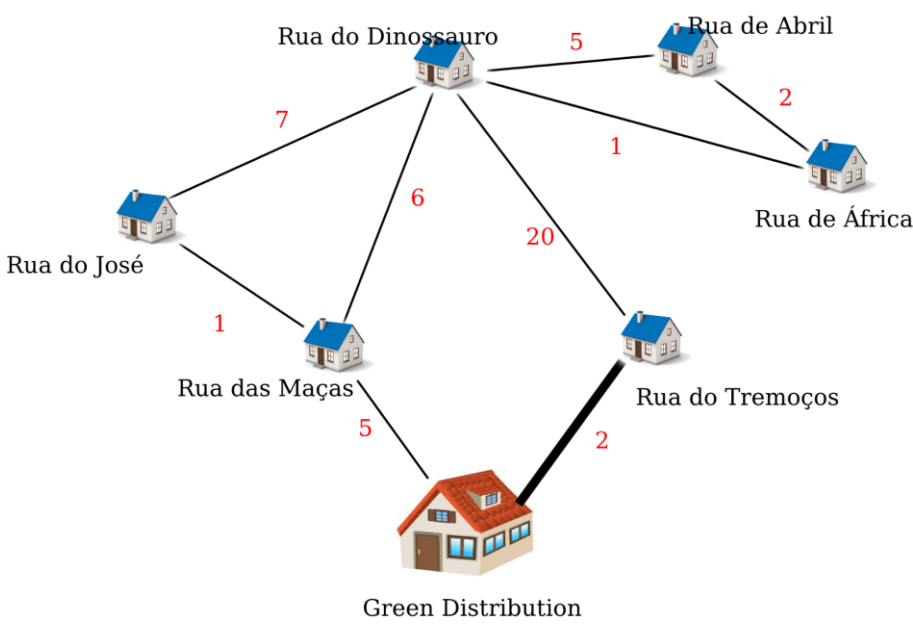 Rua do Dinossauro
Rua de Abril
5
2
7
1
6
Rua de África
20
Rua do José
1
Rua das Maças
Rua do Tremoços
5
2
Green Distribution